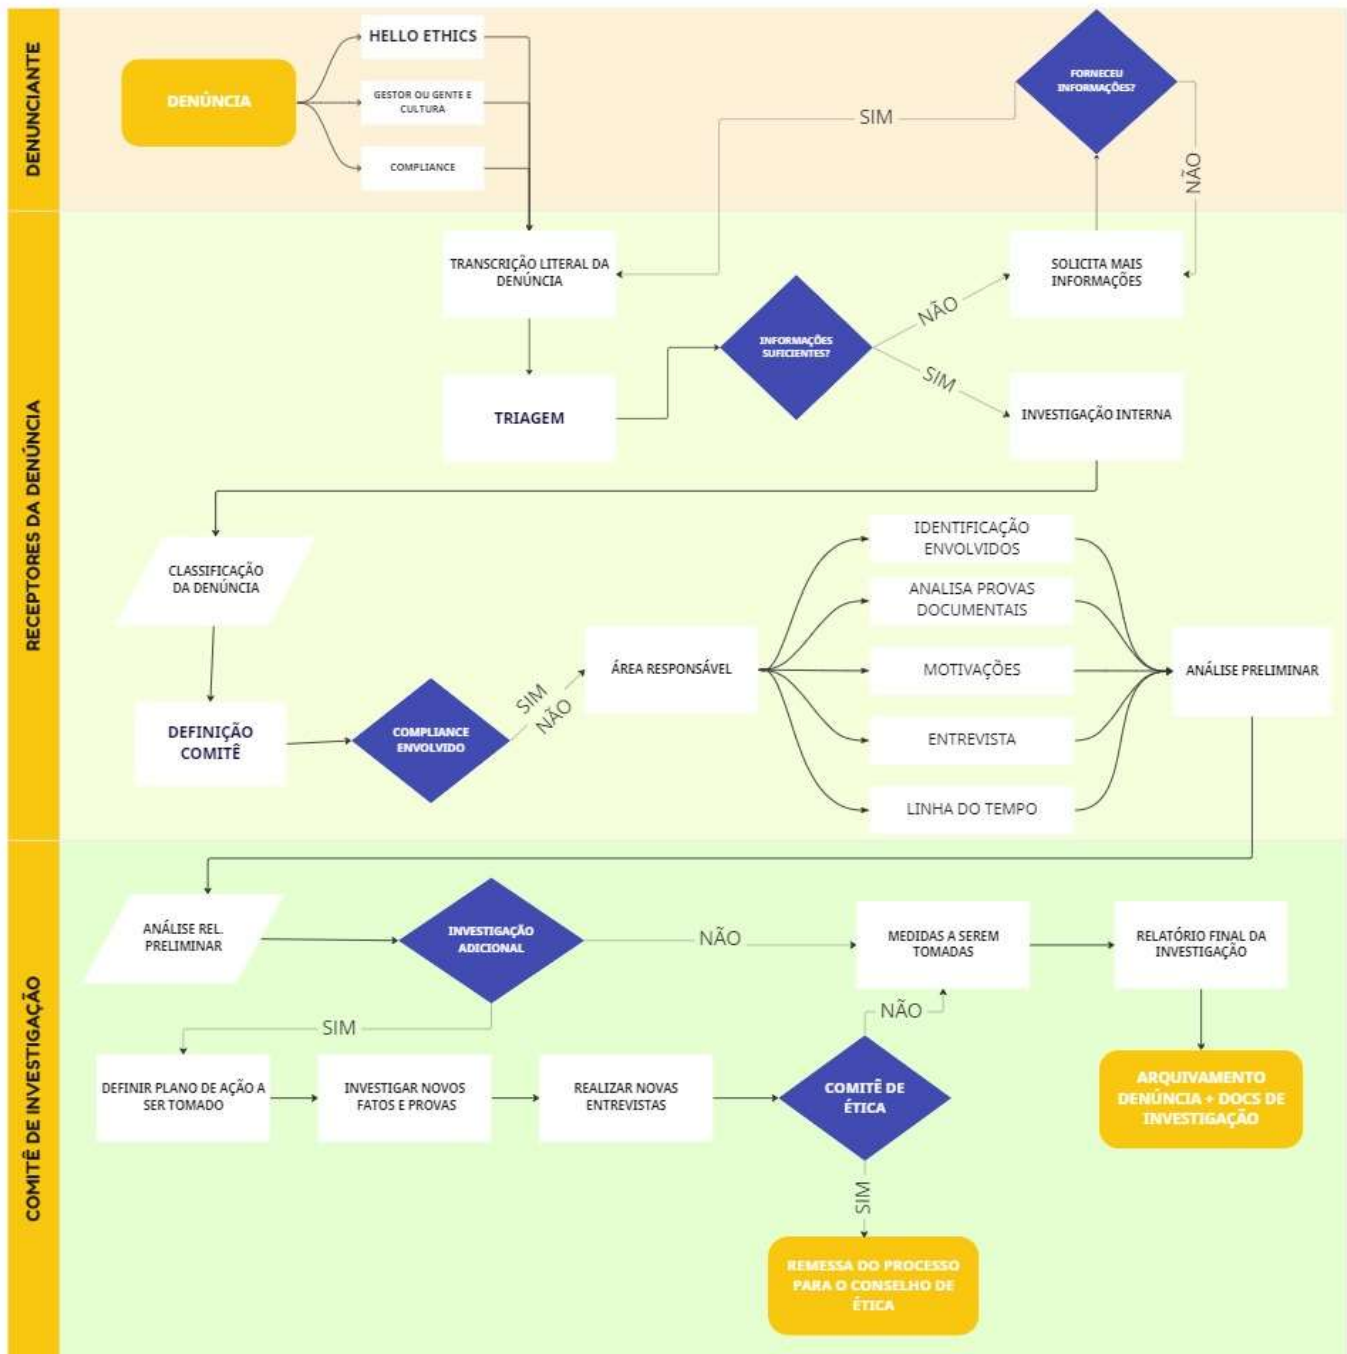 DENUNCIANTE
DENÚNCIA
HELLO ETHICS
GESTOR OU GENTE E
CULTURA
COMPLIANCE
FORNECEU
INFORMAÇÕES?
SIM
NÃO
RECEPTORES DA DENÚNCIA
TRANSCRIÇÃO LITERAL DA
DENÚNCIA
SOLICITA MAIS
INFORMAÇÕES
NÃO
INFORMAÇÕES
SUFICIENTES?
SIM
TRIAGEM
INVESTIGAÇÃO INTERNA
CLASSIFICAÇÃO
DA DENÚNCIA
DEFINIÇÃO
COMITÊ
COMPLIANCE
ENVOLVIDO
SIM
NÃO
ÁREA RESPONSÁVEL
IDENTIFICAÇÃO
ENVOLVIDOS
ANALISA PROVAS
DOCUMENTAIS
MOTIVAÇÕES
ENTREVISTA
LINHA DO TEMPO
ANÁLISE PRELIMINAR
COMITÊ DE INVESTIGAÇÃO
ANÁLISE REL.
PRELIMINAR
INVESTIGAÇÃO
ADICIONAL
NÃO
MEDIDAS A SEREM
TOMADAS
RELATÓRIO FINAL DA
INVESTIGAÇÃO
SIM
NÃO
DEFINIR PLANO DE AÇÃO A
SER TOMADO
INVESTIGAR NOVOS
FATOS E PROVAS
REALIZAR NOVAS
ENTREVISTAS
COMITÊ DE
ÉTICA
ARQUIVAMENTO
DENÚNCIA + DOCS DE
INVESTIGAÇÃO
SIM
REMESSA DO PROCESSO
PARA O CONSELHO DE
ÉTICA